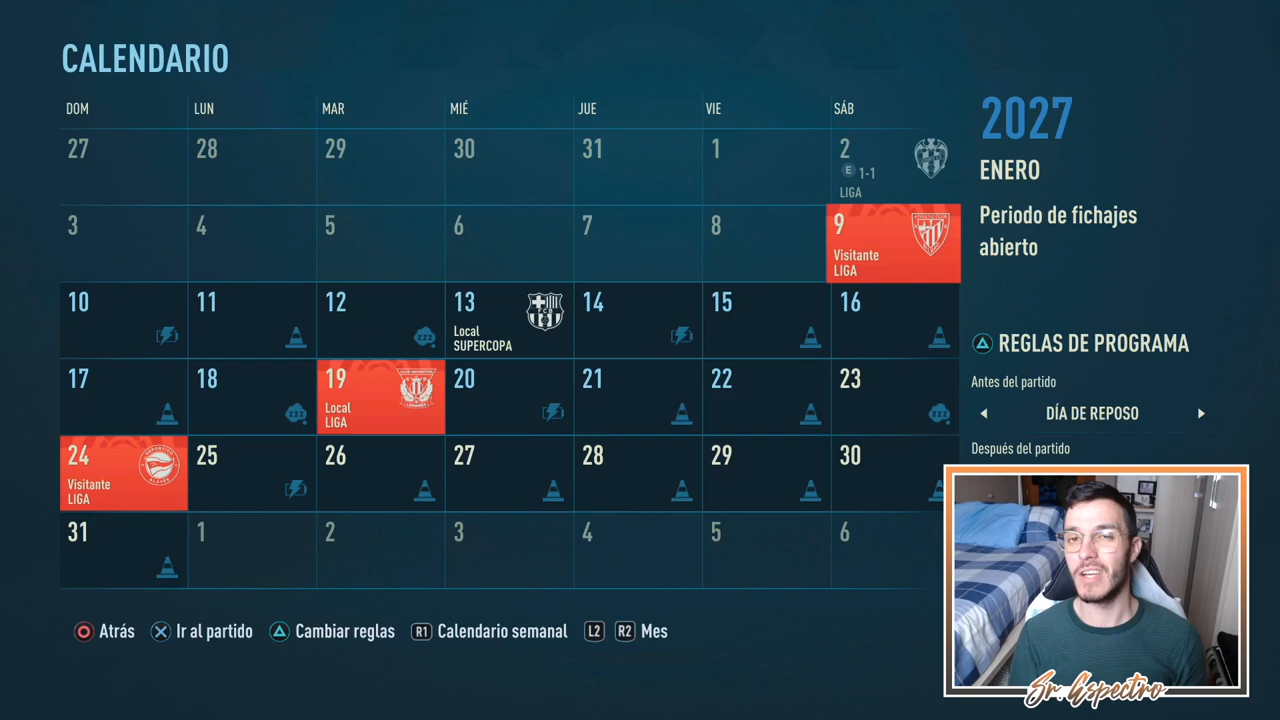 CALENDARIO
DOM LUN MAR MIÉ JUE VIE SÁB
27 28 29 30 31 1 2
E 1-1
LIGA
3 4 5 6 7 8 9
Visitante
LIGA
10 11 12 13 14 15 16
Local
SUPERCOPA
17 18 19 20 21 22 23
Local
LIGA
24 25 26 27 28 29 30
Visitante
LIGA
31 1 2 3 4 5 6
2027
ENERO
Periodo de fichajes
abierto
REGLAS DE PROGRAMA
Antes del partido
DÍA DE REPOSO
Después del partido
Atrás Ir al partido Cambiar reglas R1 Calendario semanal L2 R2 Mes
Sr. Espectro